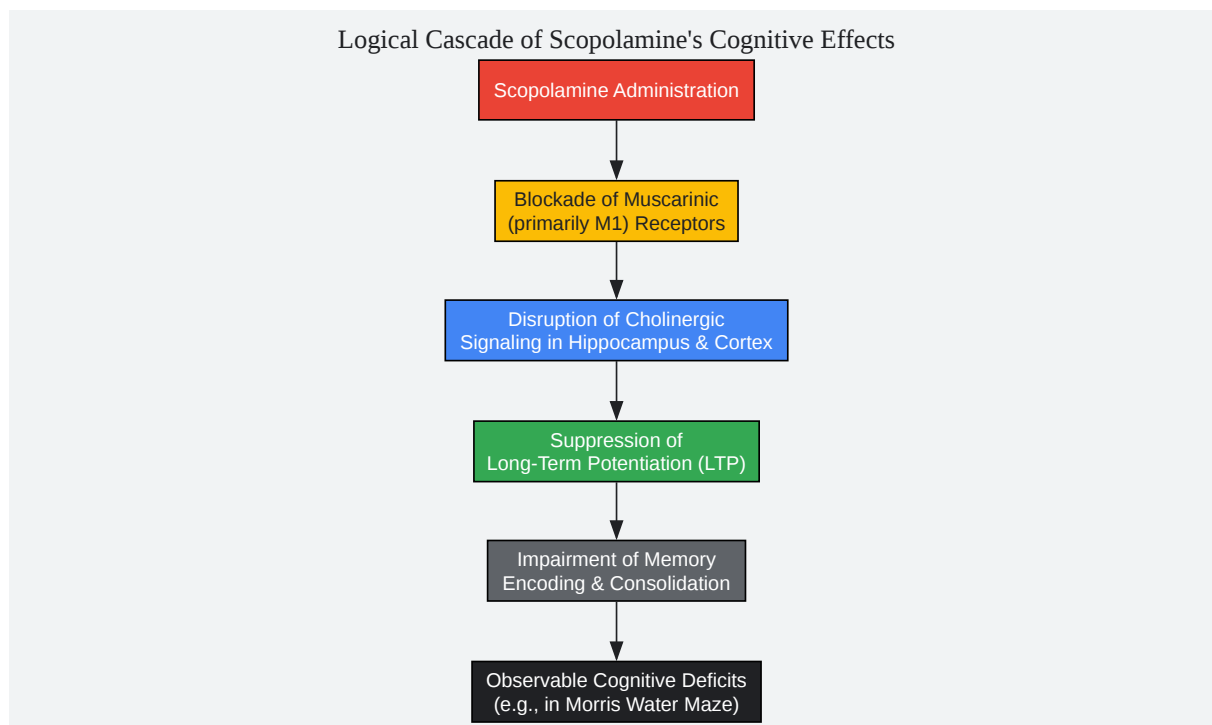 Logical Cascade of Scopolamine's Cognitive Effects
Scopolamine Administration
Blockade of Muscarinic
(primarily M1) Receptors
Disruption of Cholinergic
Signaling in Hippocampus & Cortex
Suppression of
Long-Term Potentiation (LTP)
Impairment of Memory
Encoding & Consolidation
Observable Cognitive Deficits
(e.g., in Morris Water Maze)